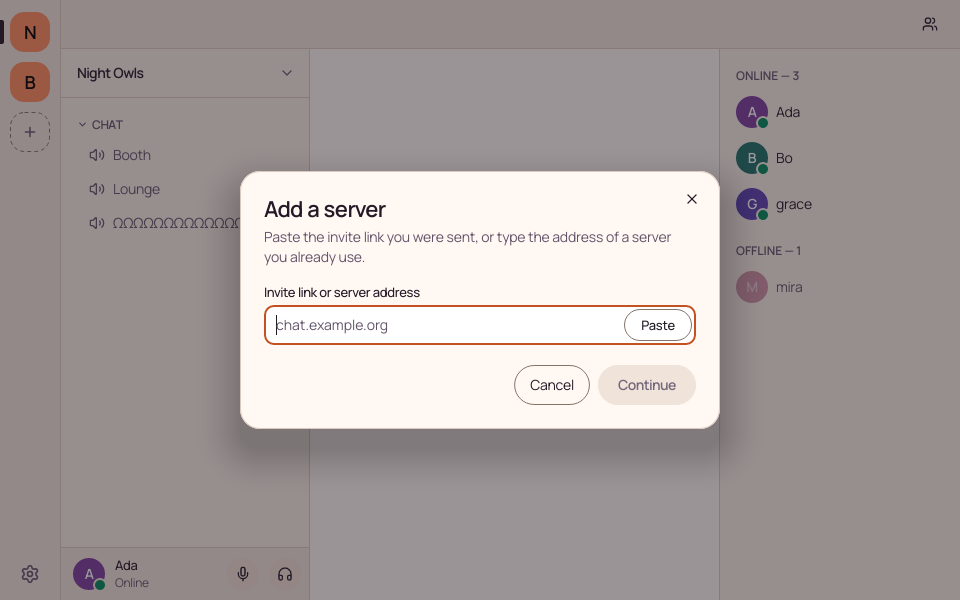 N
B
Night Owls
CHAT
Booth
Lounge
ΩΩΩΩΩΩΩΩΩΩΩΩΩ
Add a server
Paste the invite link you were sent, or type the address of a server
you already use.
Invite link or server address
chat.example.org
Paste
Cancel
Continue
ONLINE — 3
A
Ada
B
Bo
G
grace
OFFLINE — 1
M
mira
A
Ada
Online